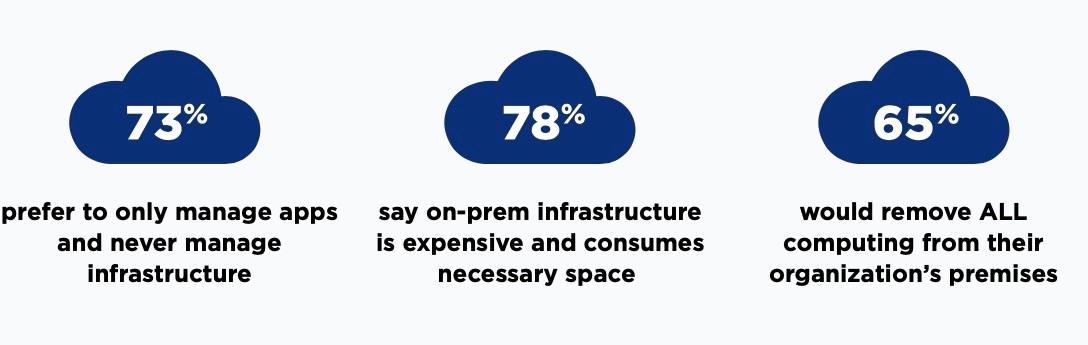 73%
prefer to only manage apps
and never manage
infrastructure
78%
say on-prem infrastructure
is expensive and consumes
necessary space
65%
would remove ALL
computing from their
organization's premises